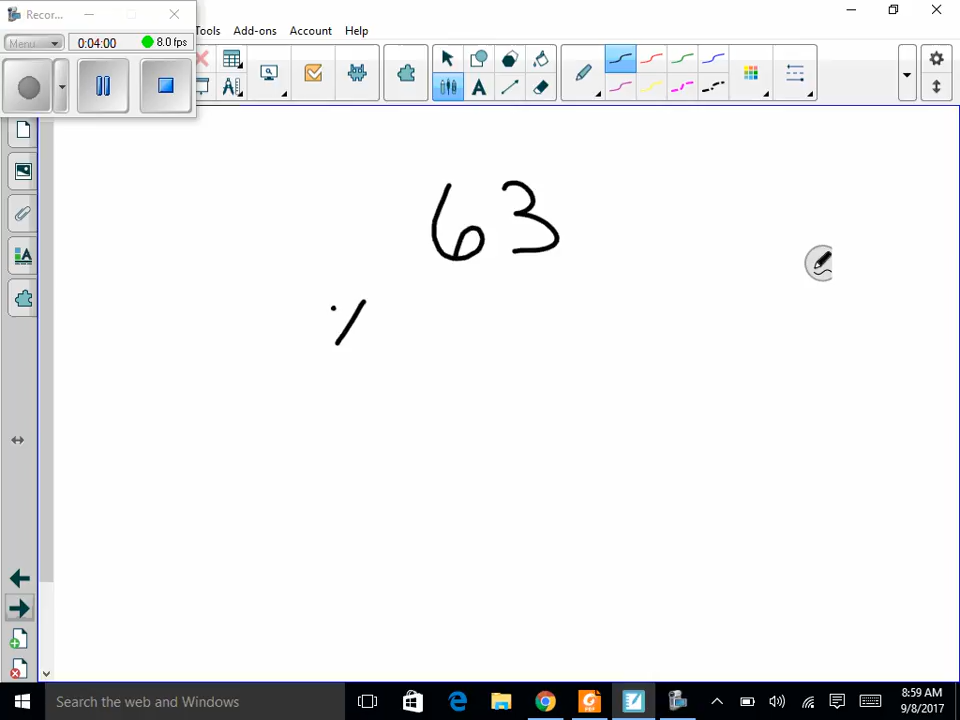 Recor...
Menu
0:04:00
8.0 fps
Tools Add-ons Account Help
63
Search the web and Windows
8:59 AM
9/8/2017